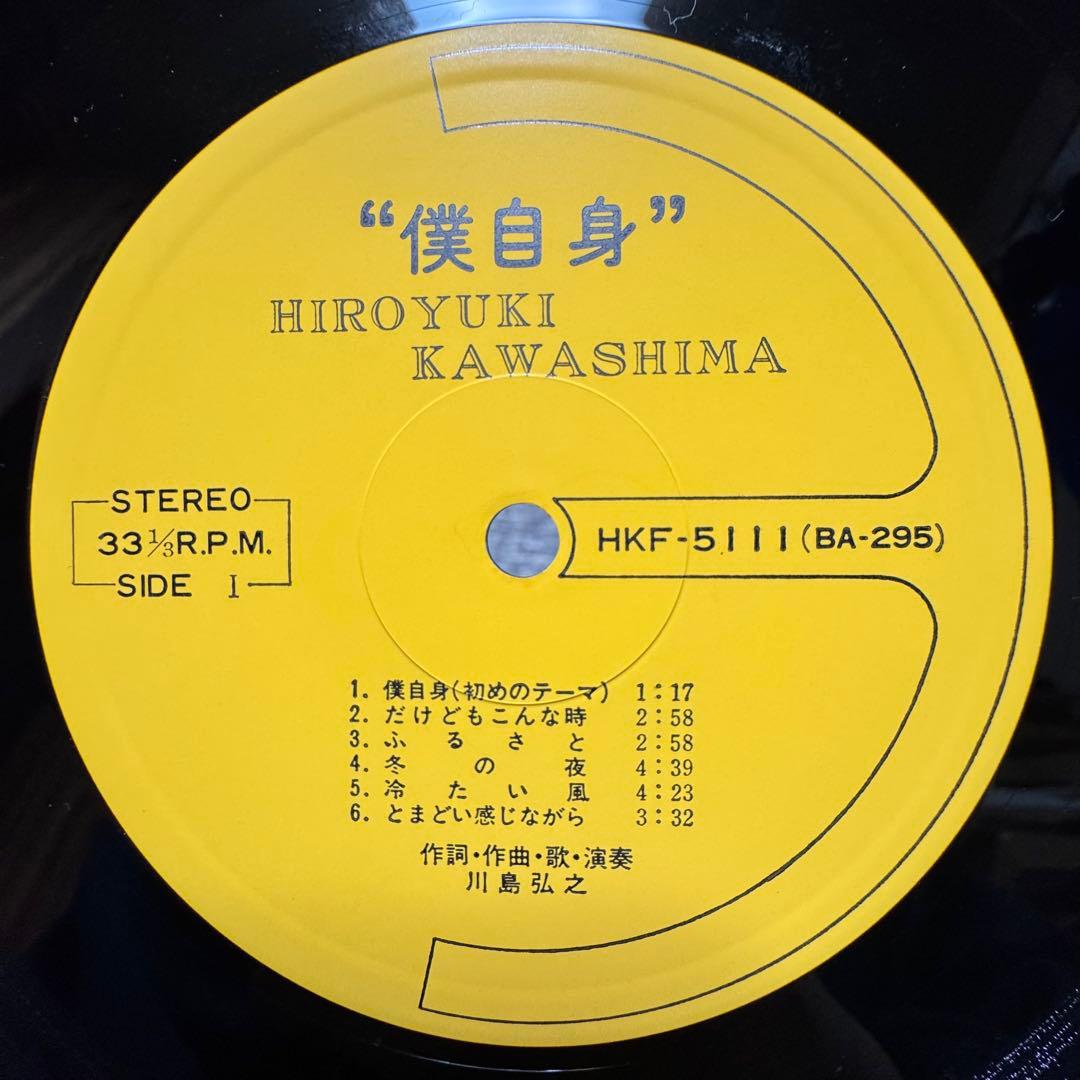 “僕自身”
HIROYUKI
KAWASHIMA
STEREO
33⅓R.P.M.
SIDE I
HKF-5111(BA-295)
1. 僕自身(初めのテーマ) 1:17
2. だけどもこんな時 2:58
3. ふるさと 2:58
4. 冬の夜 4:39
5. 冷たい風 4:23
6. とまどい感じながら 3:32
作詞・作曲・歌・演奏
川島弘之